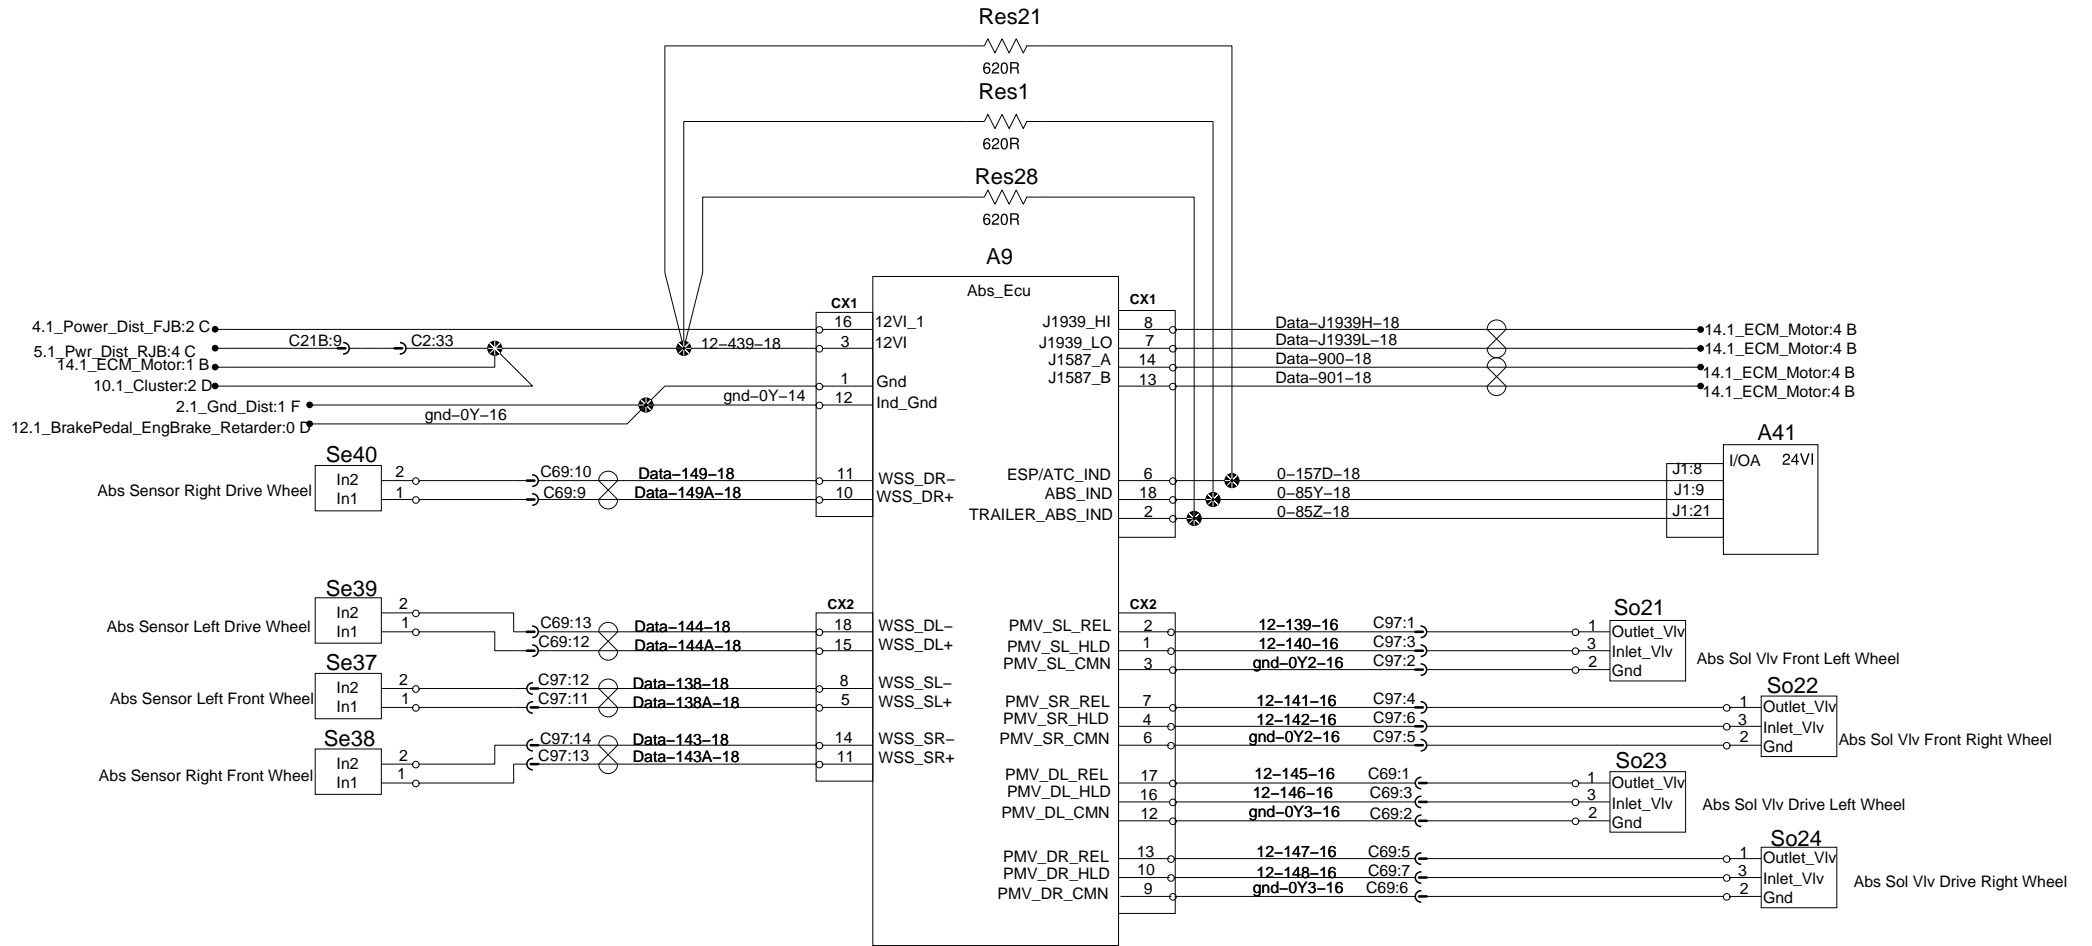 Res21
620R
Res1
620R
Res28
620R
A9
Abs_Ecu
CX1
CX1
4.1_Power_Dist_FJB:2 C
16 12VI_1
J1939_HI 8 Data-J1939H-18 14.1_ECM_Motor:4 B
5.1_Pwr_Dist_RJB:4 C C21B:9 C2:33 12-439-18 3 12VI
J1939_LO 7 Data-J1939L-18 14.1_ECM_Motor:4 B
14.1_ECM_Motor:1 B
J1587_A 14 Data-900-18 14.1_ECM_Motor:4 B
10.1_Cluster:2 D
1 Gnd
J1587_B 13 Data-901-18 14.1_ECM_Motor:4 B
2.1_Gnd_Dist:1 F gnd-0Y-14 12 Ind_Gnd
12.1_BrakePedal_EngBrake_Retarder:0 D gnd-0Y-16
A41
I/OA 24VI
Se40
Abs Sensor Right Drive Wheel
In2 2 C69:10 Data-149-18 11 WSS_DR-
In1 1 C69:9 Data-149A-18 10 WSS_DR+
ESP/ATC_IND 6 0-157D-18 J1:8
ABS_IND 18 0-85Y-18 J1:9
TRAILER_ABS_IND 2 0-85Z-18 J1:21
CX2
CX2
Se39
Abs Sensor Left Drive Wheel
In2 2 C69:13 Data-144-18 18 WSS_DL-
In1 1 C69:12 Data-144A-18 15 WSS_DL+
Se37
Abs Sensor Left Front Wheel
In2 2 C97:12 Data-138-18 8 WSS_SL-
In1 1 C97:11 Data-138A-18 5 WSS_SL+
Se38
Abs Sensor Right Front Wheel
In2 2 C97:14 Data-143-18 14 WSS_SR-
In1 1 C97:13 Data-143A-18 11 WSS_SR+
So21
PMV_SL_REL 2 12-139-16 C97:1 1 Outlet_Vlv
PMV_SL_HLD 1 12-140-16 C97:3 3 Inlet_Vlv
PMV_SL_CMN 3 gnd-0Y2-16 C97:2 2 Gnd
Abs Sol Vlv Front Left Wheel
So22
PMV_SR_REL 7 12-141-16 C97:4 1 Outlet_Vlv
PMV_SR_HLD 4 12-142-16 C97:6 3 Inlet_Vlv
PMV_SR_CMN 6 gnd-0Y2-16 C97:5 2 Gnd
Abs Sol Vlv Front Right Wheel
So23
PMV_DL_REL 17 12-145-16 C69:1 1 Outlet_Vlv
PMV_DL_HLD 16 12-146-16 C69:3 3 Inlet_Vlv
PMV_DL_CMN 12 gnd-0Y3-16 C69:2 2 Gnd
Abs Sol Vlv Drive Left Wheel
So24
PMV_DR_REL 13 12-147-16 C69:5 1 Outlet_Vlv
PMV_DR_HLD 10 12-148-16 C69:7 3 Inlet_Vlv
PMV_DR_CMN 9 gnd-0Y3-16 C69:6 2 Gnd
Abs Sol Vlv Drive Right Wheel